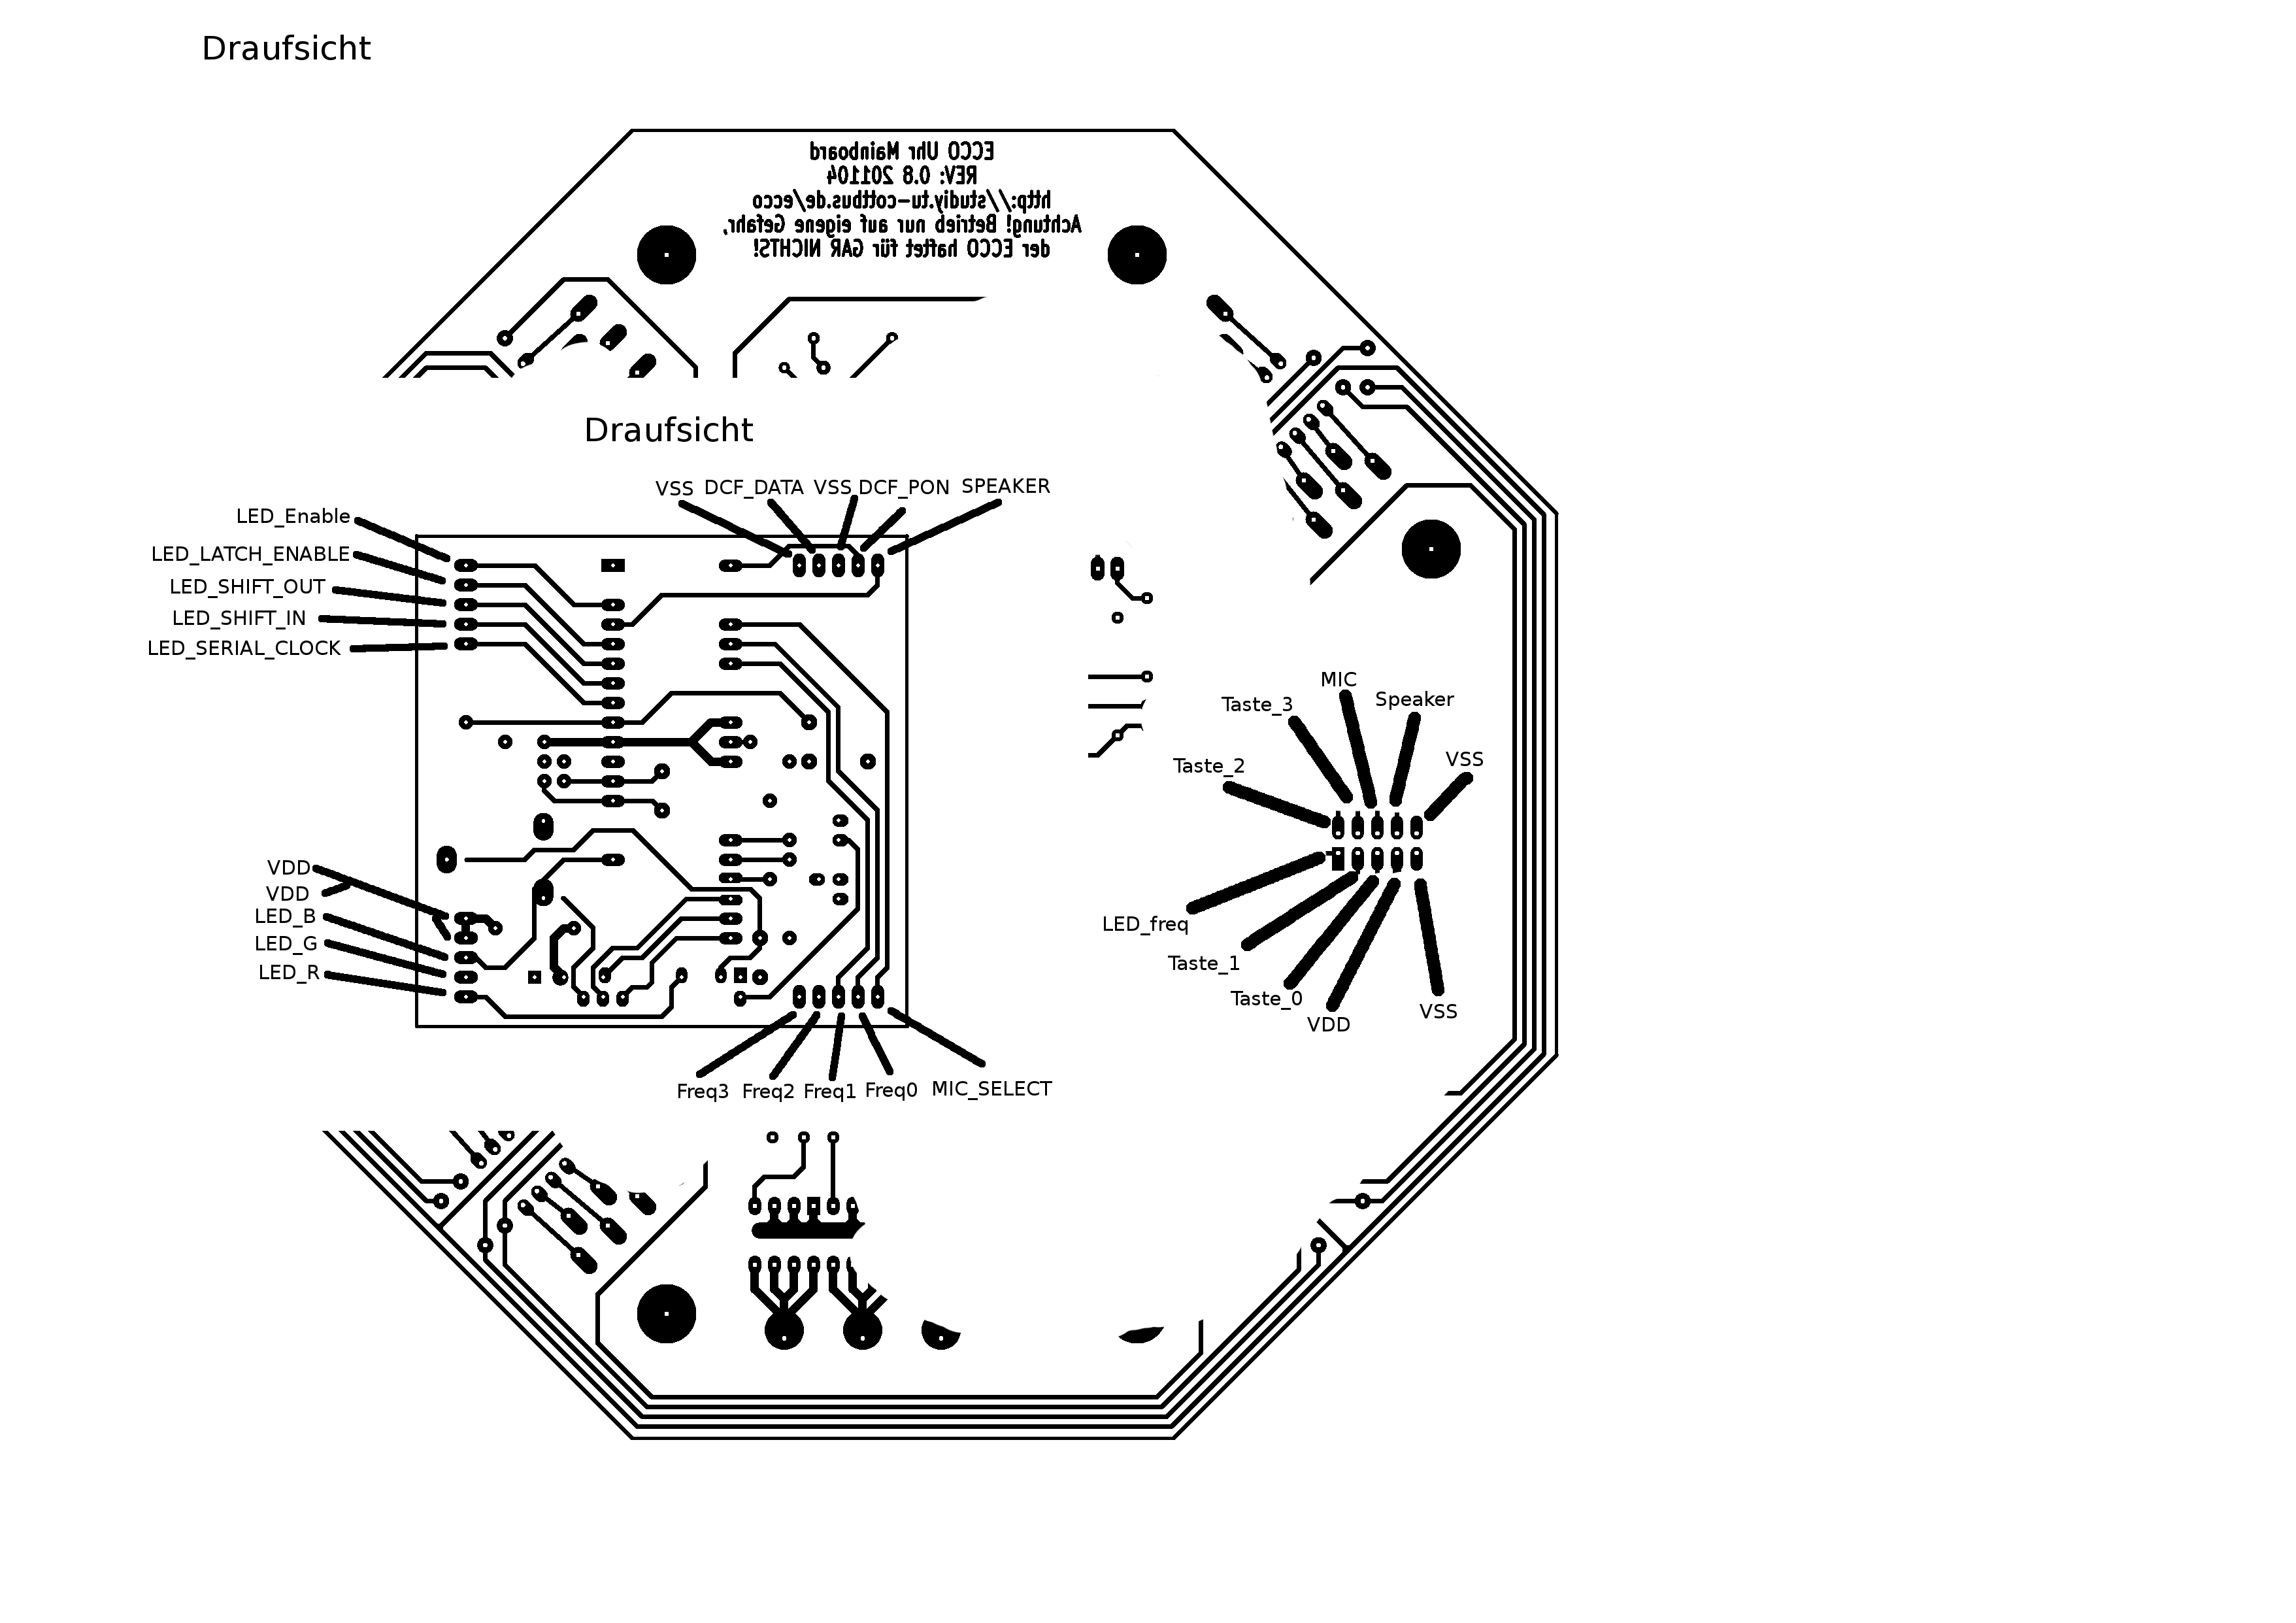 Draufsicht
ECCO Uhr Mainboard
REV: 0.8 201104
http://studiy.tu-cottbus.de/ecco
Achtung! Betrieb nur auf eigene Gefahr,
der ECCO haftet für GAR NICHTS!
Draufsicht
VSS DCF_DATA VSS DCF_PON SPEAKER
LED_Enable
LED_LATCH_ENABLE
LED_SHIFT_OUT
LED_SHIFT_IN
LED_SERIAL_CLOCK
VDD
VDD
LED_B
LED_G
LED_R
Freq3 Freq2 Freq1 Freq0 MIC_SELECT
MIC
Taste_3
Speaker
Taste_2
VSS
LED_freq
Taste_1
Taste_0
VDD
VSS